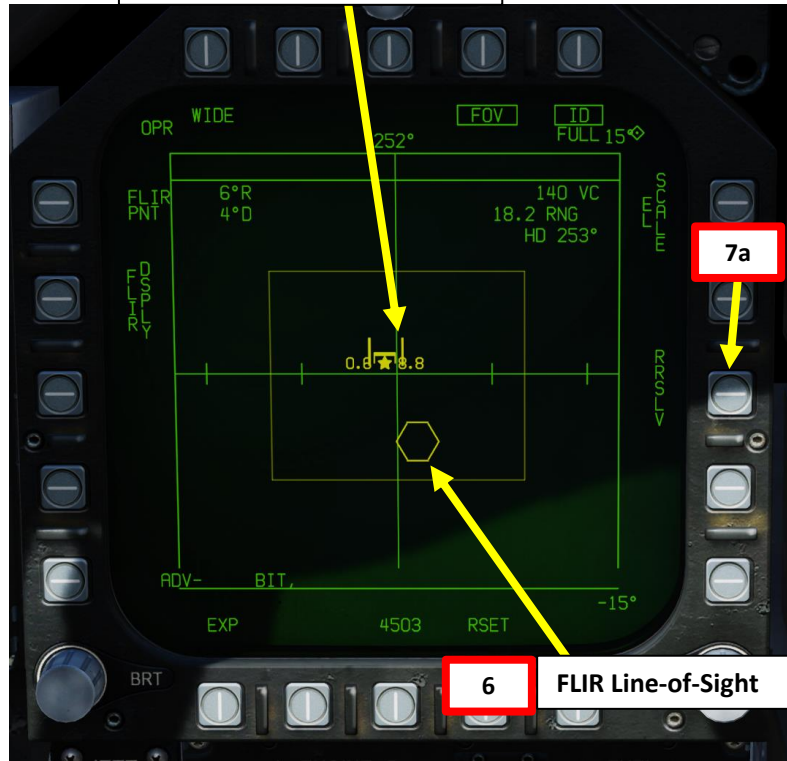 WIDE
OPR
FOV
ID
FULL 15°
252°
FLIR
PNT
6°R
4°D
140 VC
18.2 RNG
HD 253°
EL
SCALE
7a
FLIR
DSPLY
0.8
8.8
RRSLV
ADV-
BIT,
-15°
EXP
4503
RSET
BRT
6
FLIR Line-of-Sight